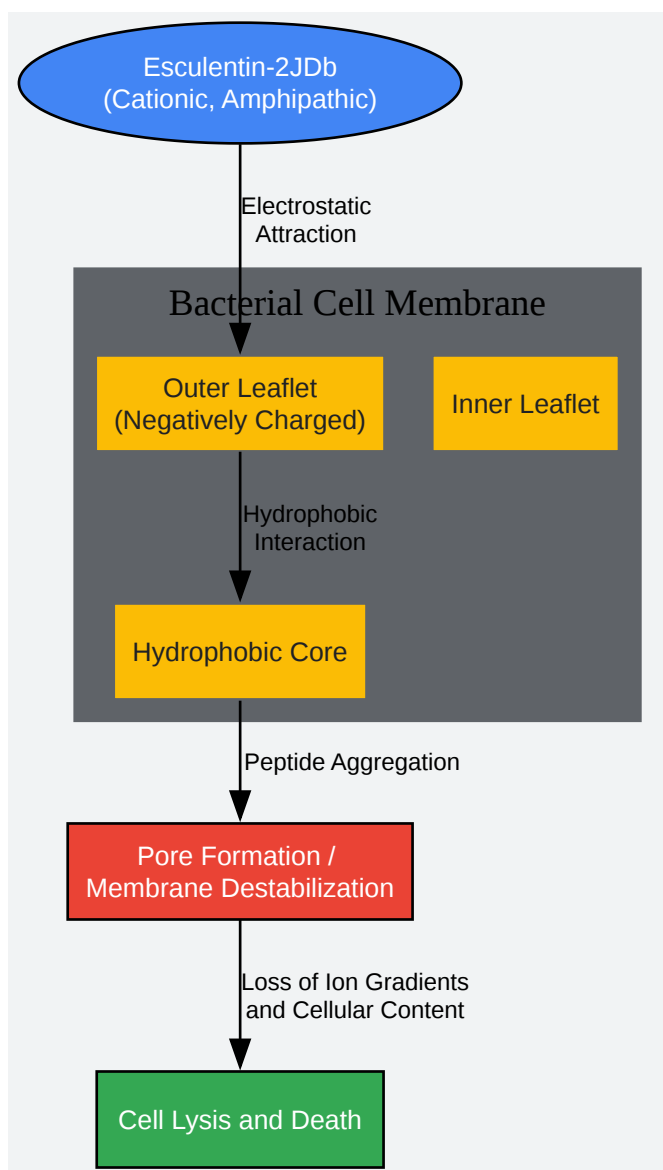 Esculentin-2JDb
(Cationic, Amphipathic)
Electrostatic
Attraction
Bacterial Cell Membrane
Outer Leaflet
(Negatively Charged)
Inner Leaflet
Hydrophobic
Interaction
Hydrophobic Core
Peptide Aggregation
Pore Formation /
Membrane Destabilization
Loss of Ion Gradients
and Cellular Content
Cell Lysis and Death